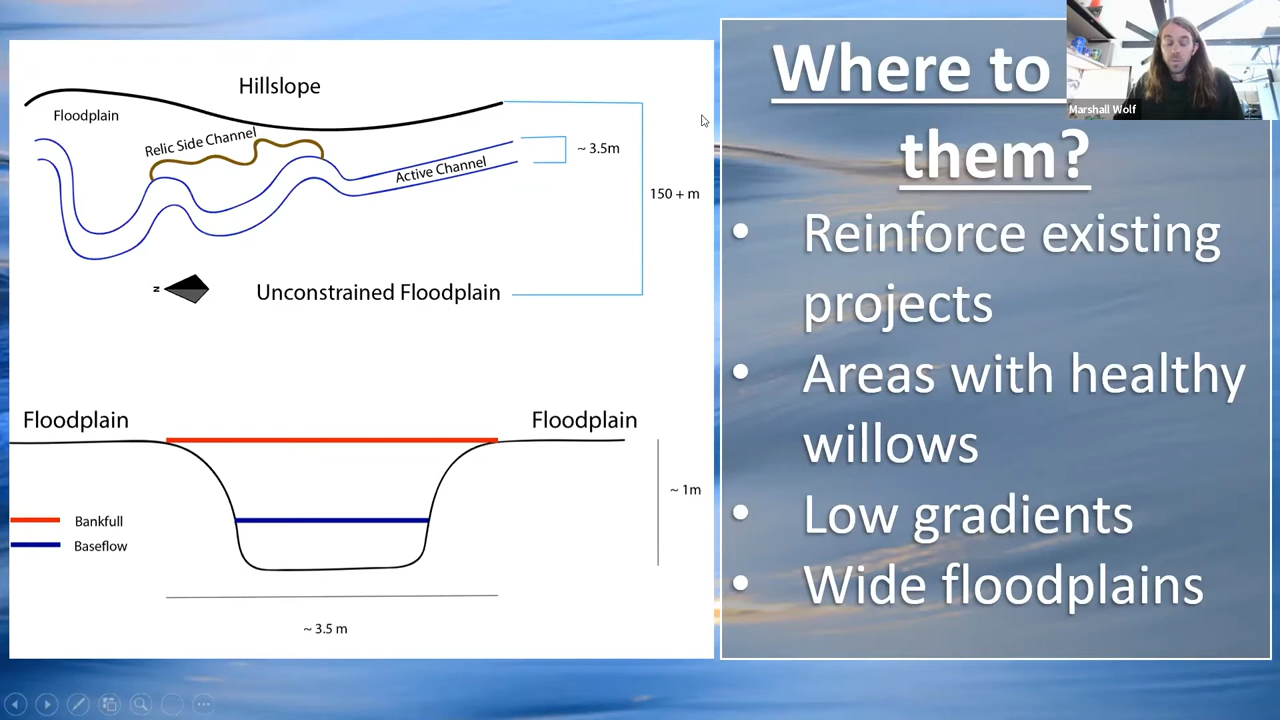 Hillslope
Floodplain
Relic Side Channel
Active Channel
~ 3.5m
150 + m
N
Unconstrained Floodplain
Floodplain
Floodplain
~ 1m
Bankfull
Baseflow
~ 3.5 m
Where to
them?
• Reinforce existing
projects
• Areas with healthy
willows
• Low gradients
• Wide floodplains
Marshall Wolf